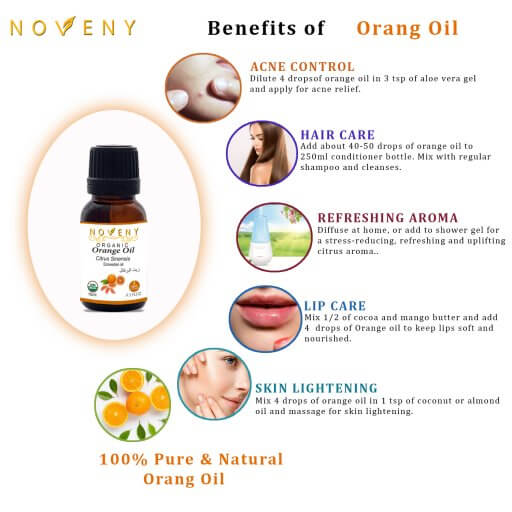 NOVENY
Benefits of Orang Oil
ACNE CONTROL
Dilute 4 dropsof orange oil in 3 tsp of aloe vera gel
and apply for acne relief.
HAIR CARE
Add about 40-50 drops of orange oil to
250ml conditioner bottle. Mix with regular
shampoo and cleanses.
REFRESHING AROMA
Diffuse at home, or add to shower gel for
a stress-reducing, refreshing and uplifting
citrus aroma..
LIP CARE
Mix 1/2 of cocoa and mango butter and add
4 drops of Orange oil to keep lips soft and
nourished.
SKIN LIGHTENING
Mix 4 drops of orange oil in 1 tsp of coconut or almond
oil and massage for skin lightening.
NOVENY
ORGANIC
Orange Oil
Citrus Sinensis
Essential oil
زيت البرتقال
100% Pure & Natural
Orang Oil